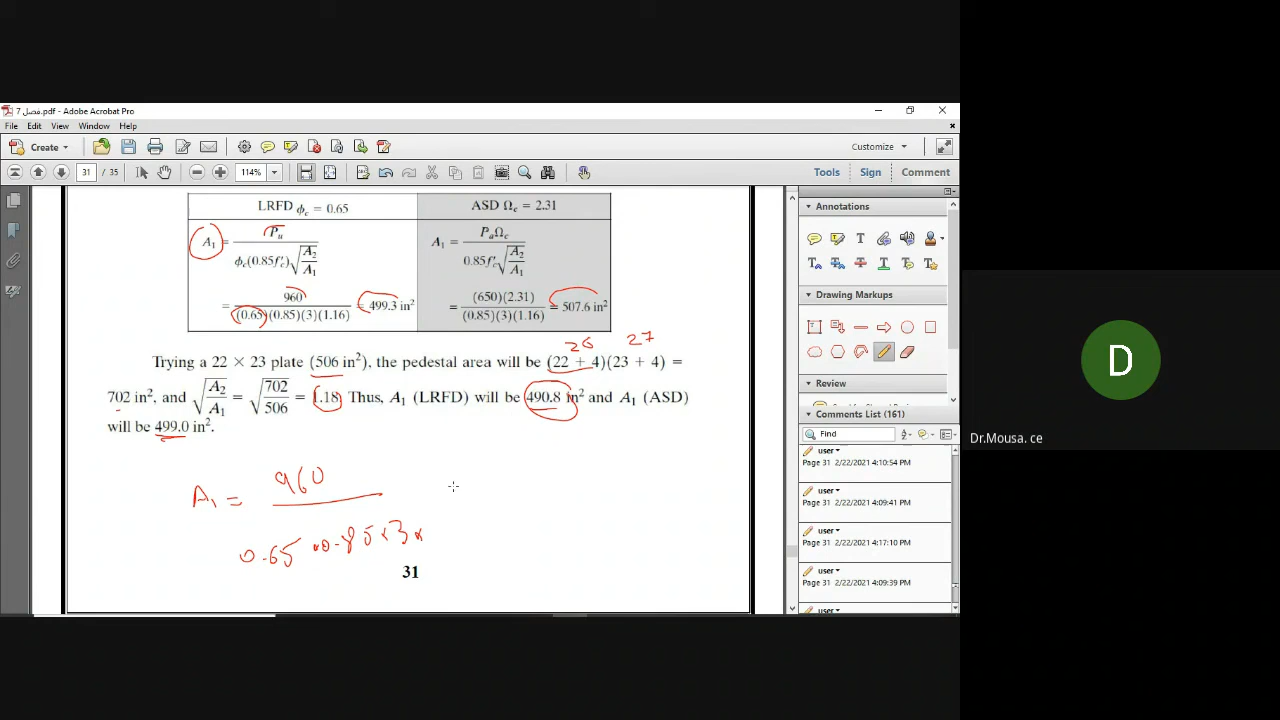 فصل 7.pdf - Adobe Acrobat Pro
File Edit View Window Help
Create Customize
31 / 35 114% Tools Sign Comment
LRFD ϕc = 0.65 ASD Ωc = 2.31
A1 = Pu / ϕc(0.85f′c)√(A2/A1) A1 = PaΩc / 0.85f′c√(A2/A1)
= 960 / (0.65)(0.85)(3)(1.16) = 499.3 in² = (650)(2.31) / (0.85)(3)(1.16) = 507.6 in²
26 27
Trying a 22 × 23 plate (506 in²), the pedestal area will be (22 + 4)(23 + 4) =
702 in², and √(A2/A1) = √(702/506) = 1.18. Thus, A1 (LRFD) will be 490.8 in² and A1 (ASD)
will be 499.0 in².
A1 = 960
0.65 × 0.85 × 3 ×
31
Annotations
Drawing Markups
Review
Comments List (161)
Find
user
Page 31 2/22/2021 4:10:54 PM
user
Page 31 2/22/2021 4:09:41 PM
user
Page 31 2/22/2021 4:17:10 PM
user
Page 31 2/22/2021 4:09:39 PM
user
D
Dr.Mousa. ce